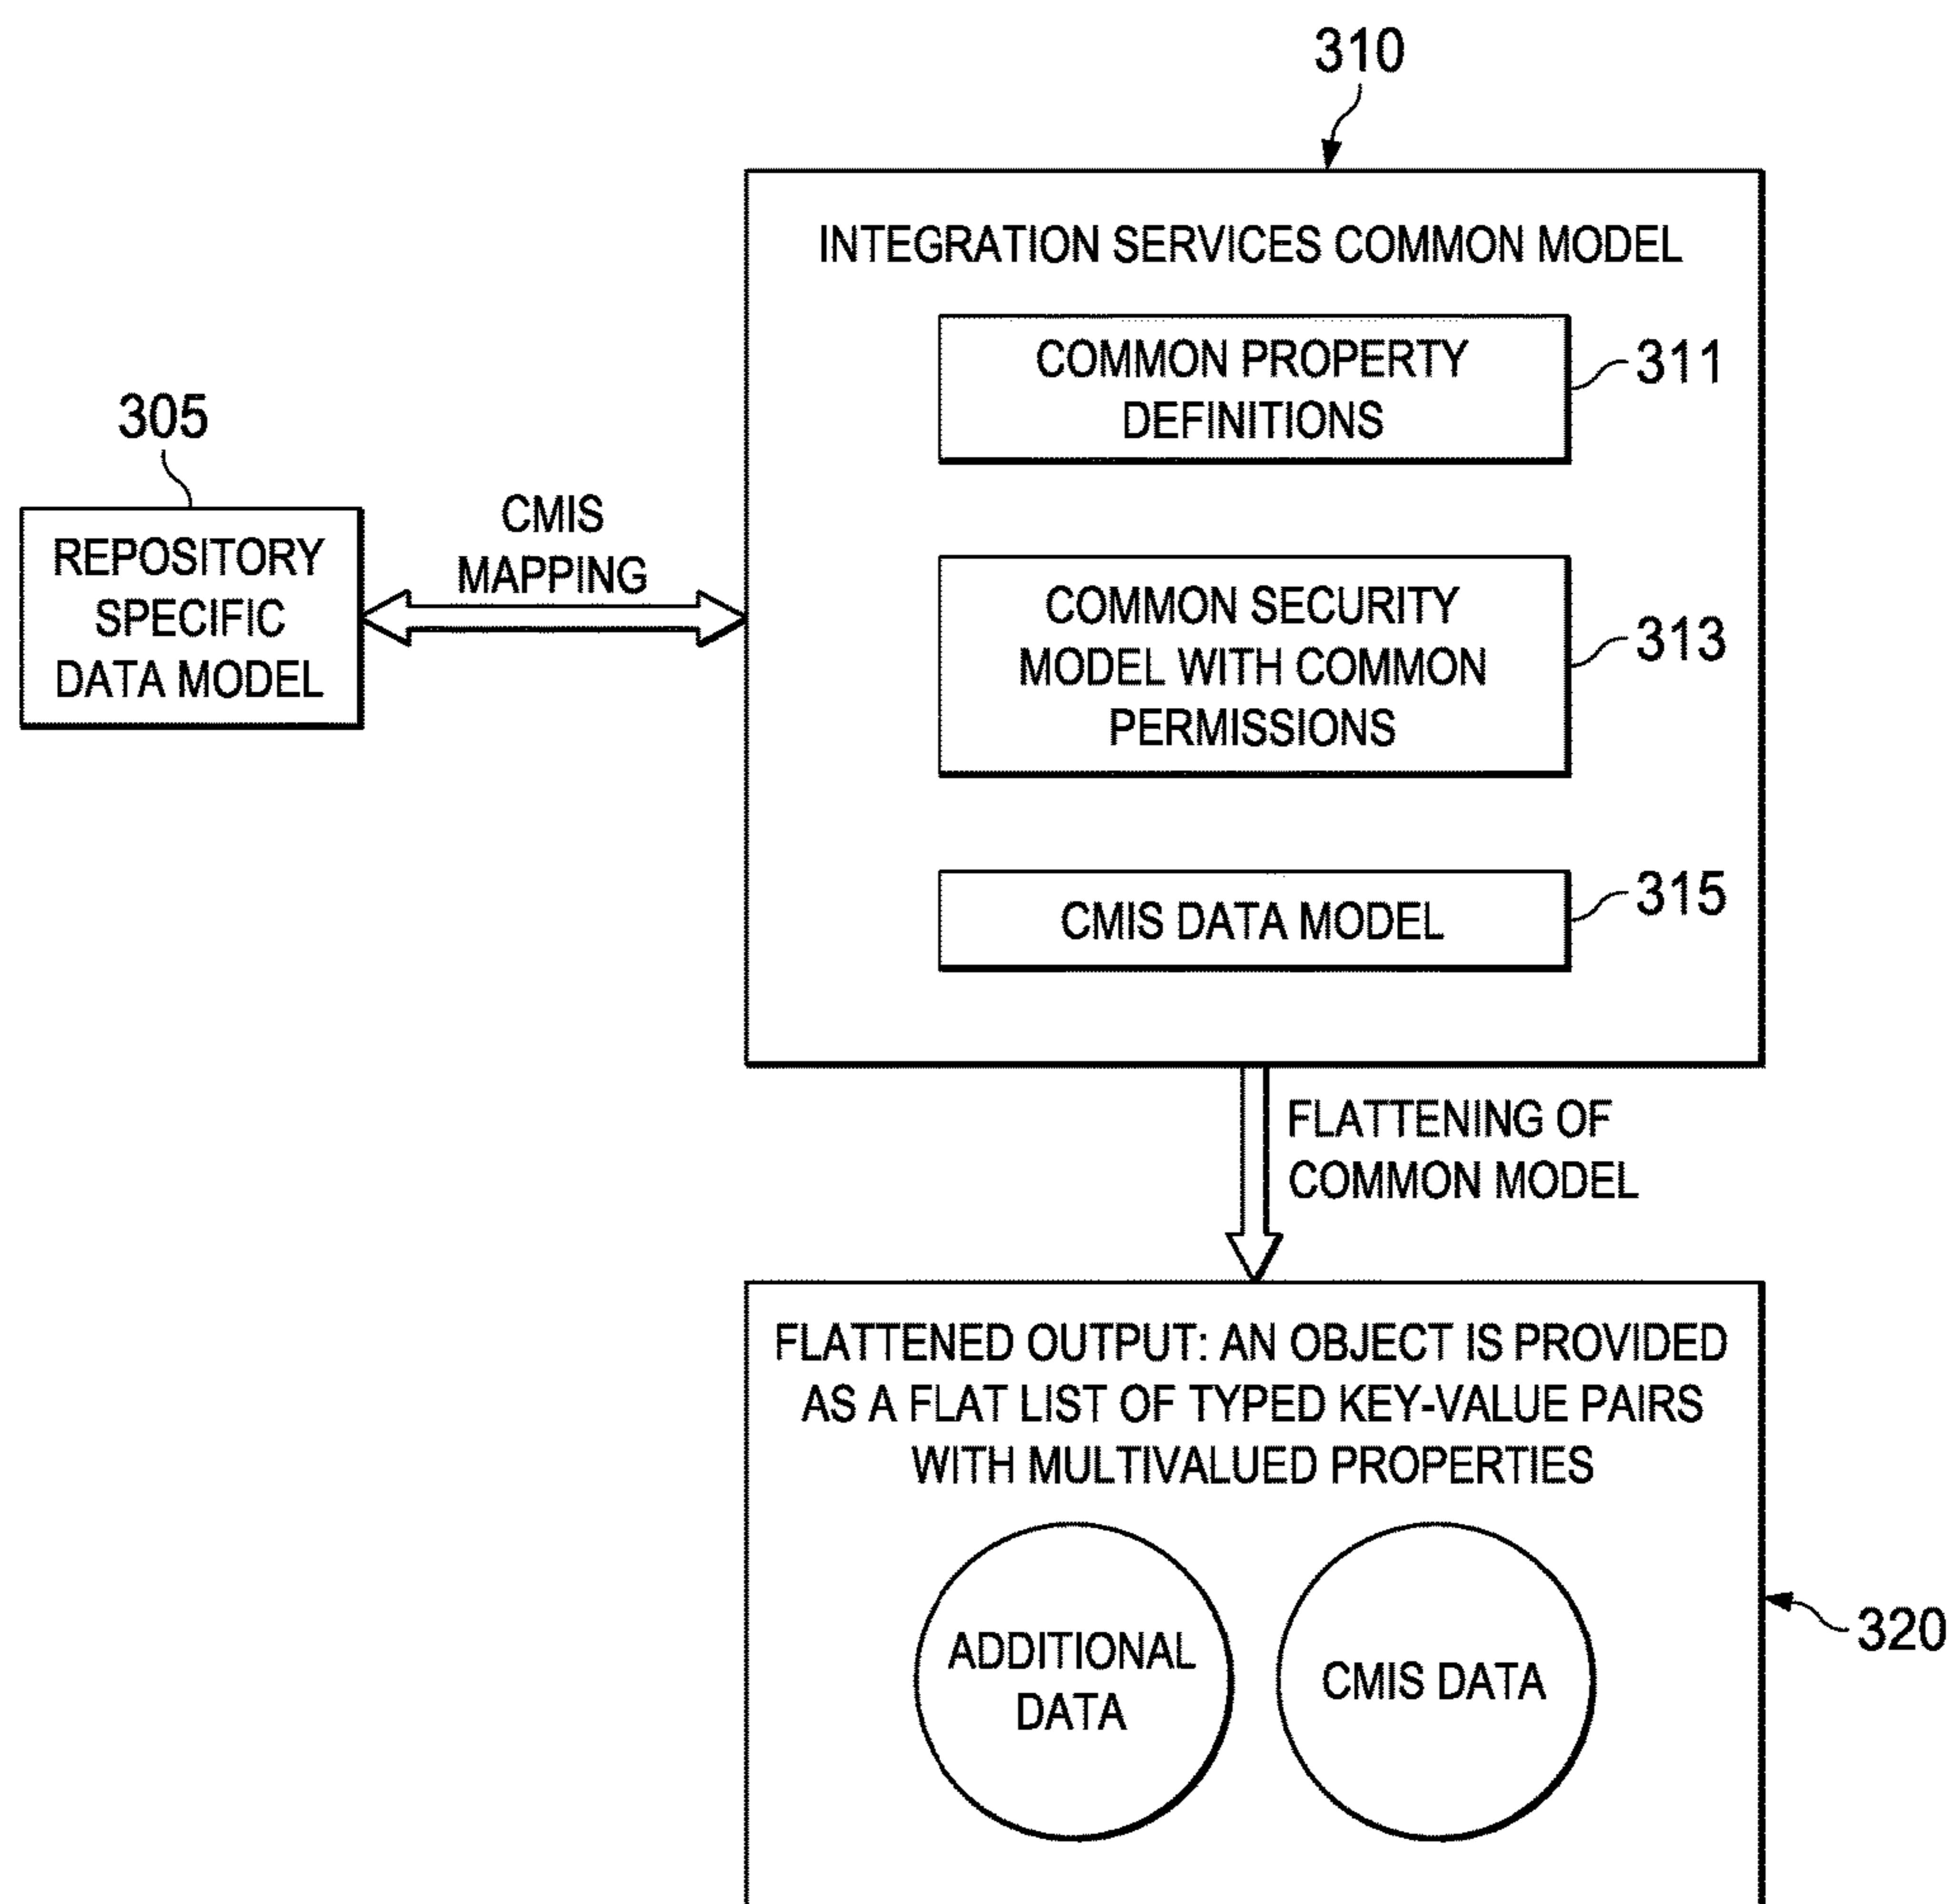 310
INTEGRATION SERVICES COMMON MODEL
COMMON PROPERTY
DEFINITIONS
311
305
REPOSITORY
SPECIFIC
DATA MODEL
CMIS
MAPPING
COMMON SECURITY
MODEL WITH COMMON
PERMISSIONS
313
CMIS DATA MODEL
315
FLATTENING OF
COMMON MODEL
FLATTENED OUTPUT: AN OBJECT IS PROVIDED
AS A FLAT LIST OF TYPED KEY-VALUE PAIRS
WITH MULTIVALUED PROPERTIES
ADDITIONAL
DATA
CMIS DATA
320